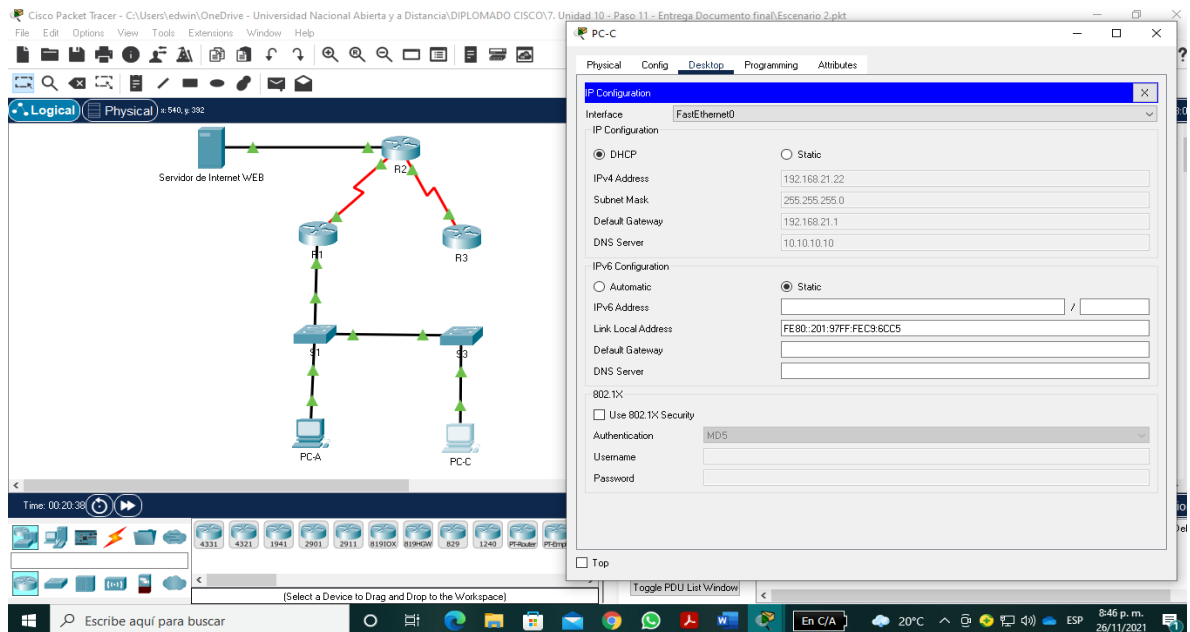 Cisco Packet Tracer - C:\Users\edwin\OneDrive - Universidad Nacional Abierta y a Distancia\DIPLOMADO CISCO\7. Unidad 10 - Paso 11 - Entrega Documento final\Escenario 2.pkt
File Edit Options View Tools Extensions Window Help
Logical Physical x: 540, y: 392
Servidor de Internet WEB
R2
R1
R3
S1
S3
PC-A
PC-C
Time: 00:20:38
4331 4321 1941 2901 2911 819IOX 819HGW 829 1240 PT-Router PT-Emp
(Select a Device to Drag and Drop to the Workspace)
Toggle PDU List Window
PC-C
Physical Config Desktop Programming Attributes
IP Configuration X
Interface FastEthernet0
IP Configuration
DHCP Static
IPv4 Address 192.168.21.22
Subnet Mask 255.255.255.0
Default Gateway 192.168.21.1
DNS Server 10.10.10.10
IPv6 Configuration
Automatic Static
IPv6 Address /
Link Local Address FE80::201:97FF:FEC9:6CC5
Default Gateway
DNS Server
802.1X
Use 802.1X Security
Authentication MD5
Username
Password
Top
Escribe aquí para buscar
En C/A 20°C ESP 8:46 p. m.
26/11/2021